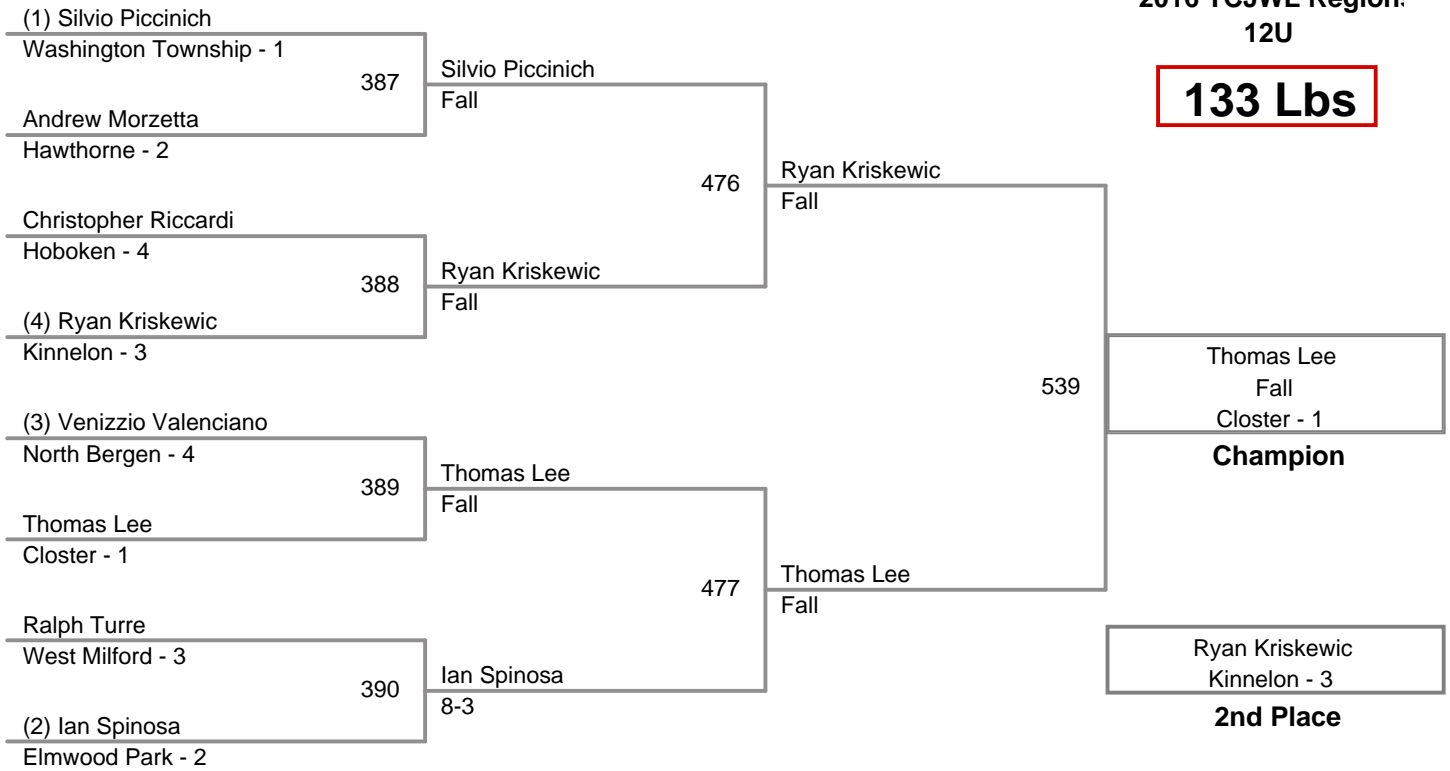 2016 TCJWL
12U
133 Lbs
(1) Silvio Piccinich
Washington Township - 1
387
Silvio Piccinich
Fall
Andrew Morzetta
Hawthorne - 2
476
Ryan Kriskewic
Fall
Christopher Riccardi
Hoboken - 4
388
Ryan Kriskewic
Fall
(4) Ryan Kriskewic
Kinnelon - 3
539
Thomas Lee
Fall
Closter - 1
Champion
(3) Venizzio Valenciano
North Bergen - 4
389
Thomas Lee
Fall
Thomas Lee
Closter - 1
477
Thomas Lee
Fall
Ralph Turre
West Milford - 3
390
Ian Spinosa
8-3
(2) Ian Spinosa
Elmwood Park - 2
Ryan Kriskewic
Kinnelon - 3
2nd Place